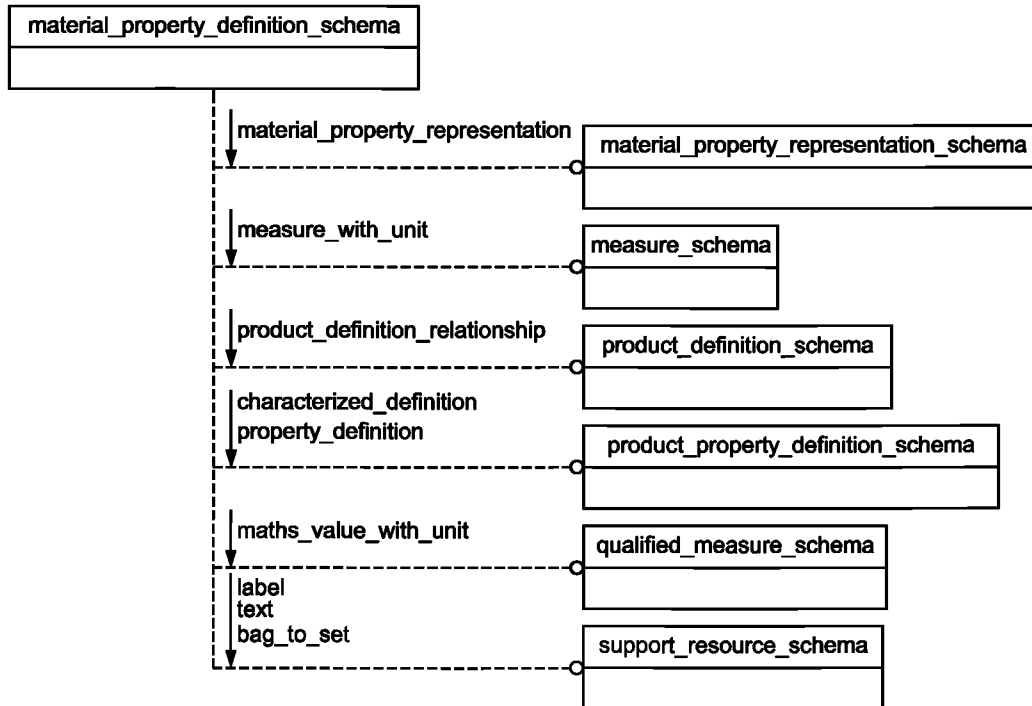 material_property_definition_schema
material_property_representation
material_property_representation_schema
measure_with_unit
measure_schema
product_definition_relationship
product_definition_schema
characterized_definition
property_definition
product_property_definition_schema
maths_value_with_unit
qualified_measure_schema
label
text
bag_to_set
support_resource_schema